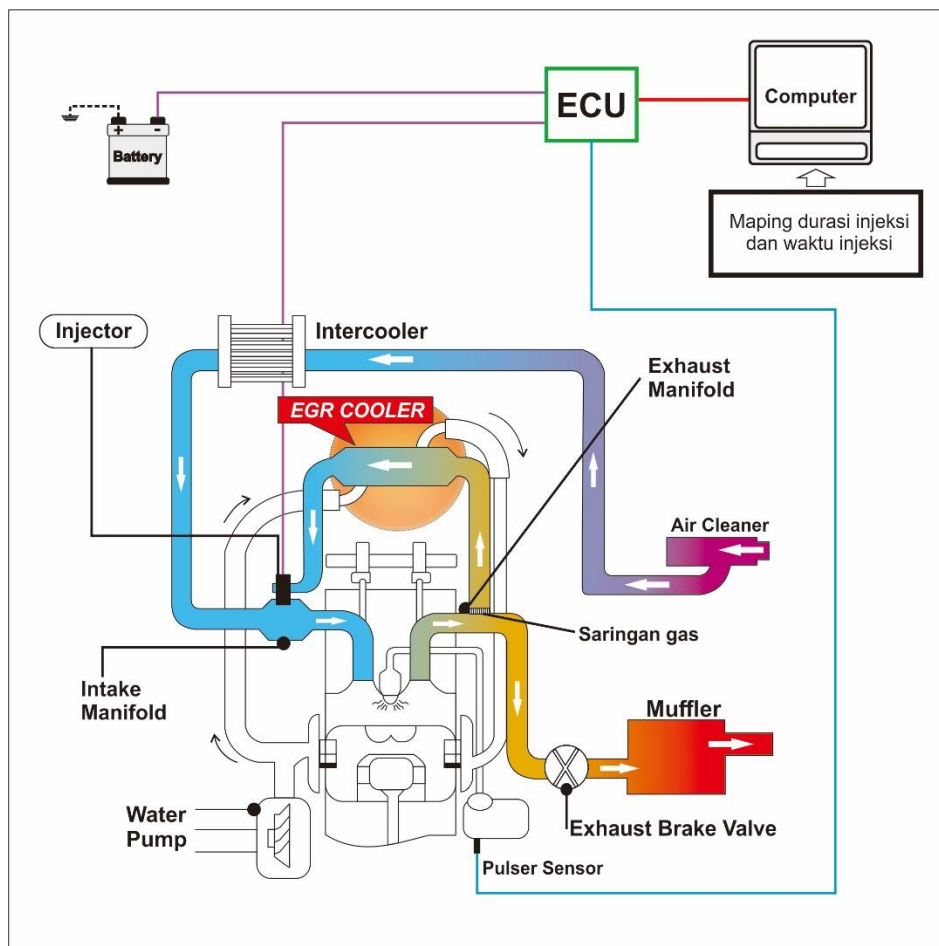 ECU
Computer
+ -
Battery
Maping durasi injeksi
dan waktu injeksi
Injector
Intercooler
Exhaust
Manifold
EGR COOLER
Air Cleaner
Saringan gas
Intake
Manifold
Muffler
Water
Pump
Exhaust Brake Valve
Pulser Sensor